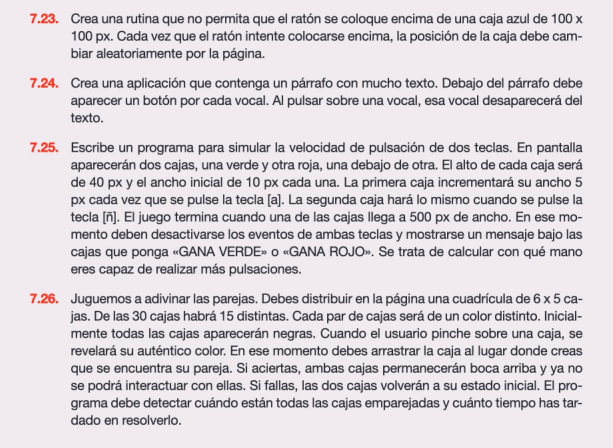 7.23. Crea una rutina que no permita que el ratón se coloque encima de una caja azul de 100 x
100 px. Cada vez que el ratón intente colocarse encima, la posición de la caja debe cam-
biar aleatoriamente por la página.
7.24. Crea una aplicación que contenga un párrafo con mucho texto. Debajo del párrafo debe
aparecer un botón por cada vocal. Al pulsar sobre una vocal, esa vocal desaparecerá del
texto.
7.25. Escribe un programa para simular la velocidad de pulsación de dos teclas. En pantalla
aparecerán dos cajas, una verde y otra roja, una debajo de otra. El alto de cada caja será
de 40 px y el ancho inicial de 10 px cada una. La primera caja incrementará su ancho 5
px cada vez que se pulse la tecla [a]. La segunda caja hará lo mismo cuando se pulse la
tecla [ñ]. El juego termina cuando una de las cajas llega a 500 px de ancho. En ese mo-
mento deben desactivarse los eventos de ambas teclas y mostrarse un mensaje bajo las
cajas que ponga «GANA VERDE» o «GANA ROJO». Se trata de calcular con qué mano
eres capaz de realizar más pulsaciones.
7.26. Juguemos a adivinar las parejas. Debes distribuir en la página una cuadrícula de 6 x 5 ca-
jas. De las 30 cajas habrá 15 distintas. Cada par de cajas será de un color distinto. Inicial-
mente todas las cajas aparecerán negras. Cuando el usuario pinche sobre una caja, se
revelará su auténtico color. En ese momento debes arrastrar la caja al lugar donde creas
que se encuentra su pareja. Si aciertas, ambas cajas permanecerán boca arriba y ya no
se podrá interactuar con ellas. Si fallas, las dos cajas volverán a su estado inicial. El pro-
grama debe detectar cuándo están todas las cajas emparejadas y cuánto tiempo has tar-
dado en resolverlo.